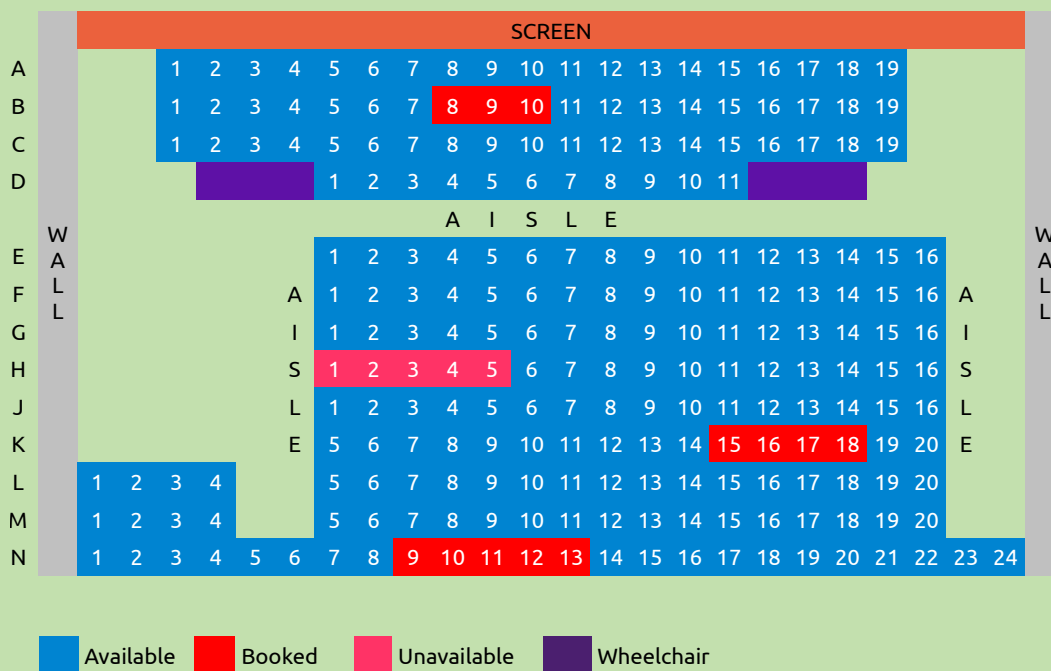 SCREEN
A 1 2 3 4 5 6 7 8 9 10 11 12 13 14 15 16 17 18 19
B 1 2 3 4 5 6 7 8 9 10 11 12 13 14 15 16 17 18 19
C 1 2 3 4 5 6 7 8 9 10 11 12 13 14 15 16 17 18 19
D 1 2 3 4 5 6 7 8 9 10 11
AISLE
WALL
WALL
E 1 2 3 4 5 6 7 8 9 10 11 12 13 14 15 16
F 1 2 3 4 5 6 7 8 9 10 11 12 13 14 15 16
G 1 2 3 4 5 6 7 8 9 10 11 12 13 14 15 16
H 1 2 3 4 5 6 7 8 9 10 11 12 13 14 15 16
J 1 2 3 4 5 6 7 8 9 10 11 12 13 14 15 16
K 5 6 7 8 9 10 11 12 13 14 15 16 17 18 19 20
AISLE
AISLE
L 1 2 3 4 5 6 7 8 9 10 11 12 13 14 15 16 17 18 19 20
M 1 2 3 4 5 6 7 8 9 10 11 12 13 14 15 16 17 18 19 20
N 1 2 3 4 5 6 7 8 9 10 11 12 13 14 15 16 17 18 19 20 21 22 23 24
Available Booked Unavailable Wheelchair